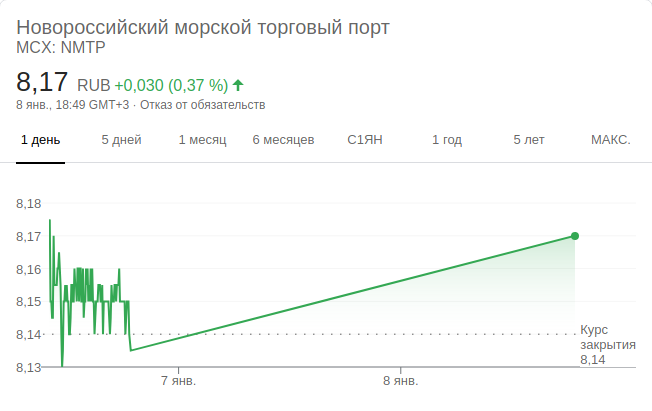 Новороссийский морской торговый порт
MCX: NMTP
8,17 RUB +0,030 (0,37 %)
8 янв., 18:49 GMT+3 · Отказ от обязательств
1 день 5 дней 1 месяц 6 месяцев С1ЯН 1 год 5 лет МАКС.
8,18
8,17
8,16
8,15
8,14
Курс
закрытия
8,14
8,13
7 янв. 8 янв.